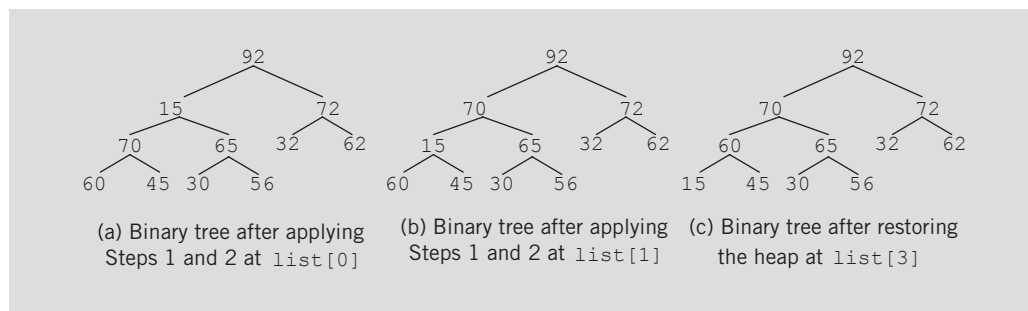 92 92 92
15 72 70 72 70 72
70 65 32 62 15 65 32 62 60 65 32 62
60 45 30 56 60 45 30 56 15 45 30 56
(a) Binary tree after applying
Steps 1 and 2 at list[0]
(b) Binary tree after applying
Steps 1 and 2 at list[1]
(c) Binary tree after restoring
the heap at list[3]